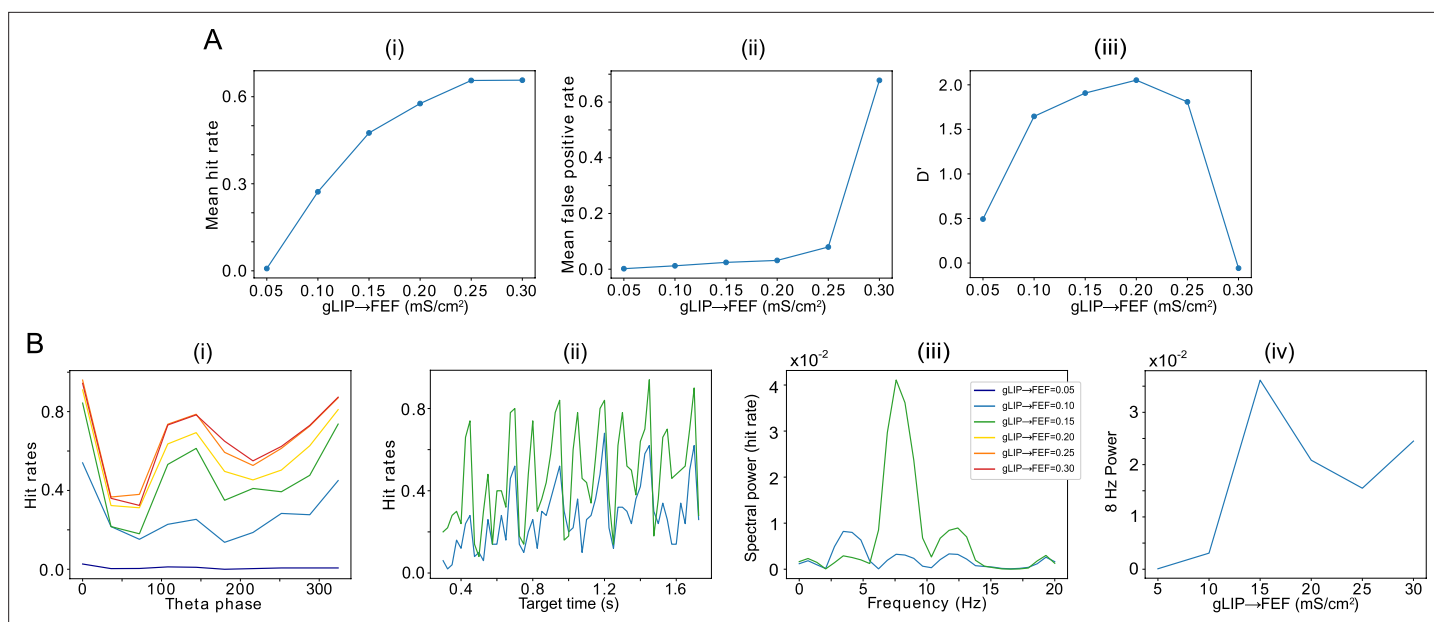 A
(i)
(ii)
(iii)
Mean hit rate
0.6
0.3
0.0
0.05 0.10 0.15 0.20 0.25 0.30
gLIP→FEF (mS/cm²)
Mean false positive rate
0.6
0.4
0.2
0.0
0.05 0.10 0.15 0.20 0.25 0.30
gLIP→FEF (mS/cm²)
D'
2.0
1.5
1.0
0.5
0.0
0.05 0.10 0.15 0.20 0.25 0.30
gLIP→FEF (mS/cm²)
B
(i)
(ii)
(iii)
(iv)
Hit rates
0.8
0.4
0.0
0 100 200 300
Theta phase
Hit rates
0.8
0.4
0.0
0.4 0.8 1.2 1.6
Target time (s)
x10⁻²
Spectral power (hit rate)
4
3
2
1
0
0 5 10 15 20
Frequency (Hz)
gLIP→FEF=0.05
gLIP→FEF=0.10
gLIP→FEF=0.15
gLIP→FEF=0.20
gLIP→FEF=0.25
gLIP→FEF=0.30
x10⁻²
8 Hz Power
3
2
1
0
5 10 15 20 25 30
gLIP→FEF (mS/cm²)